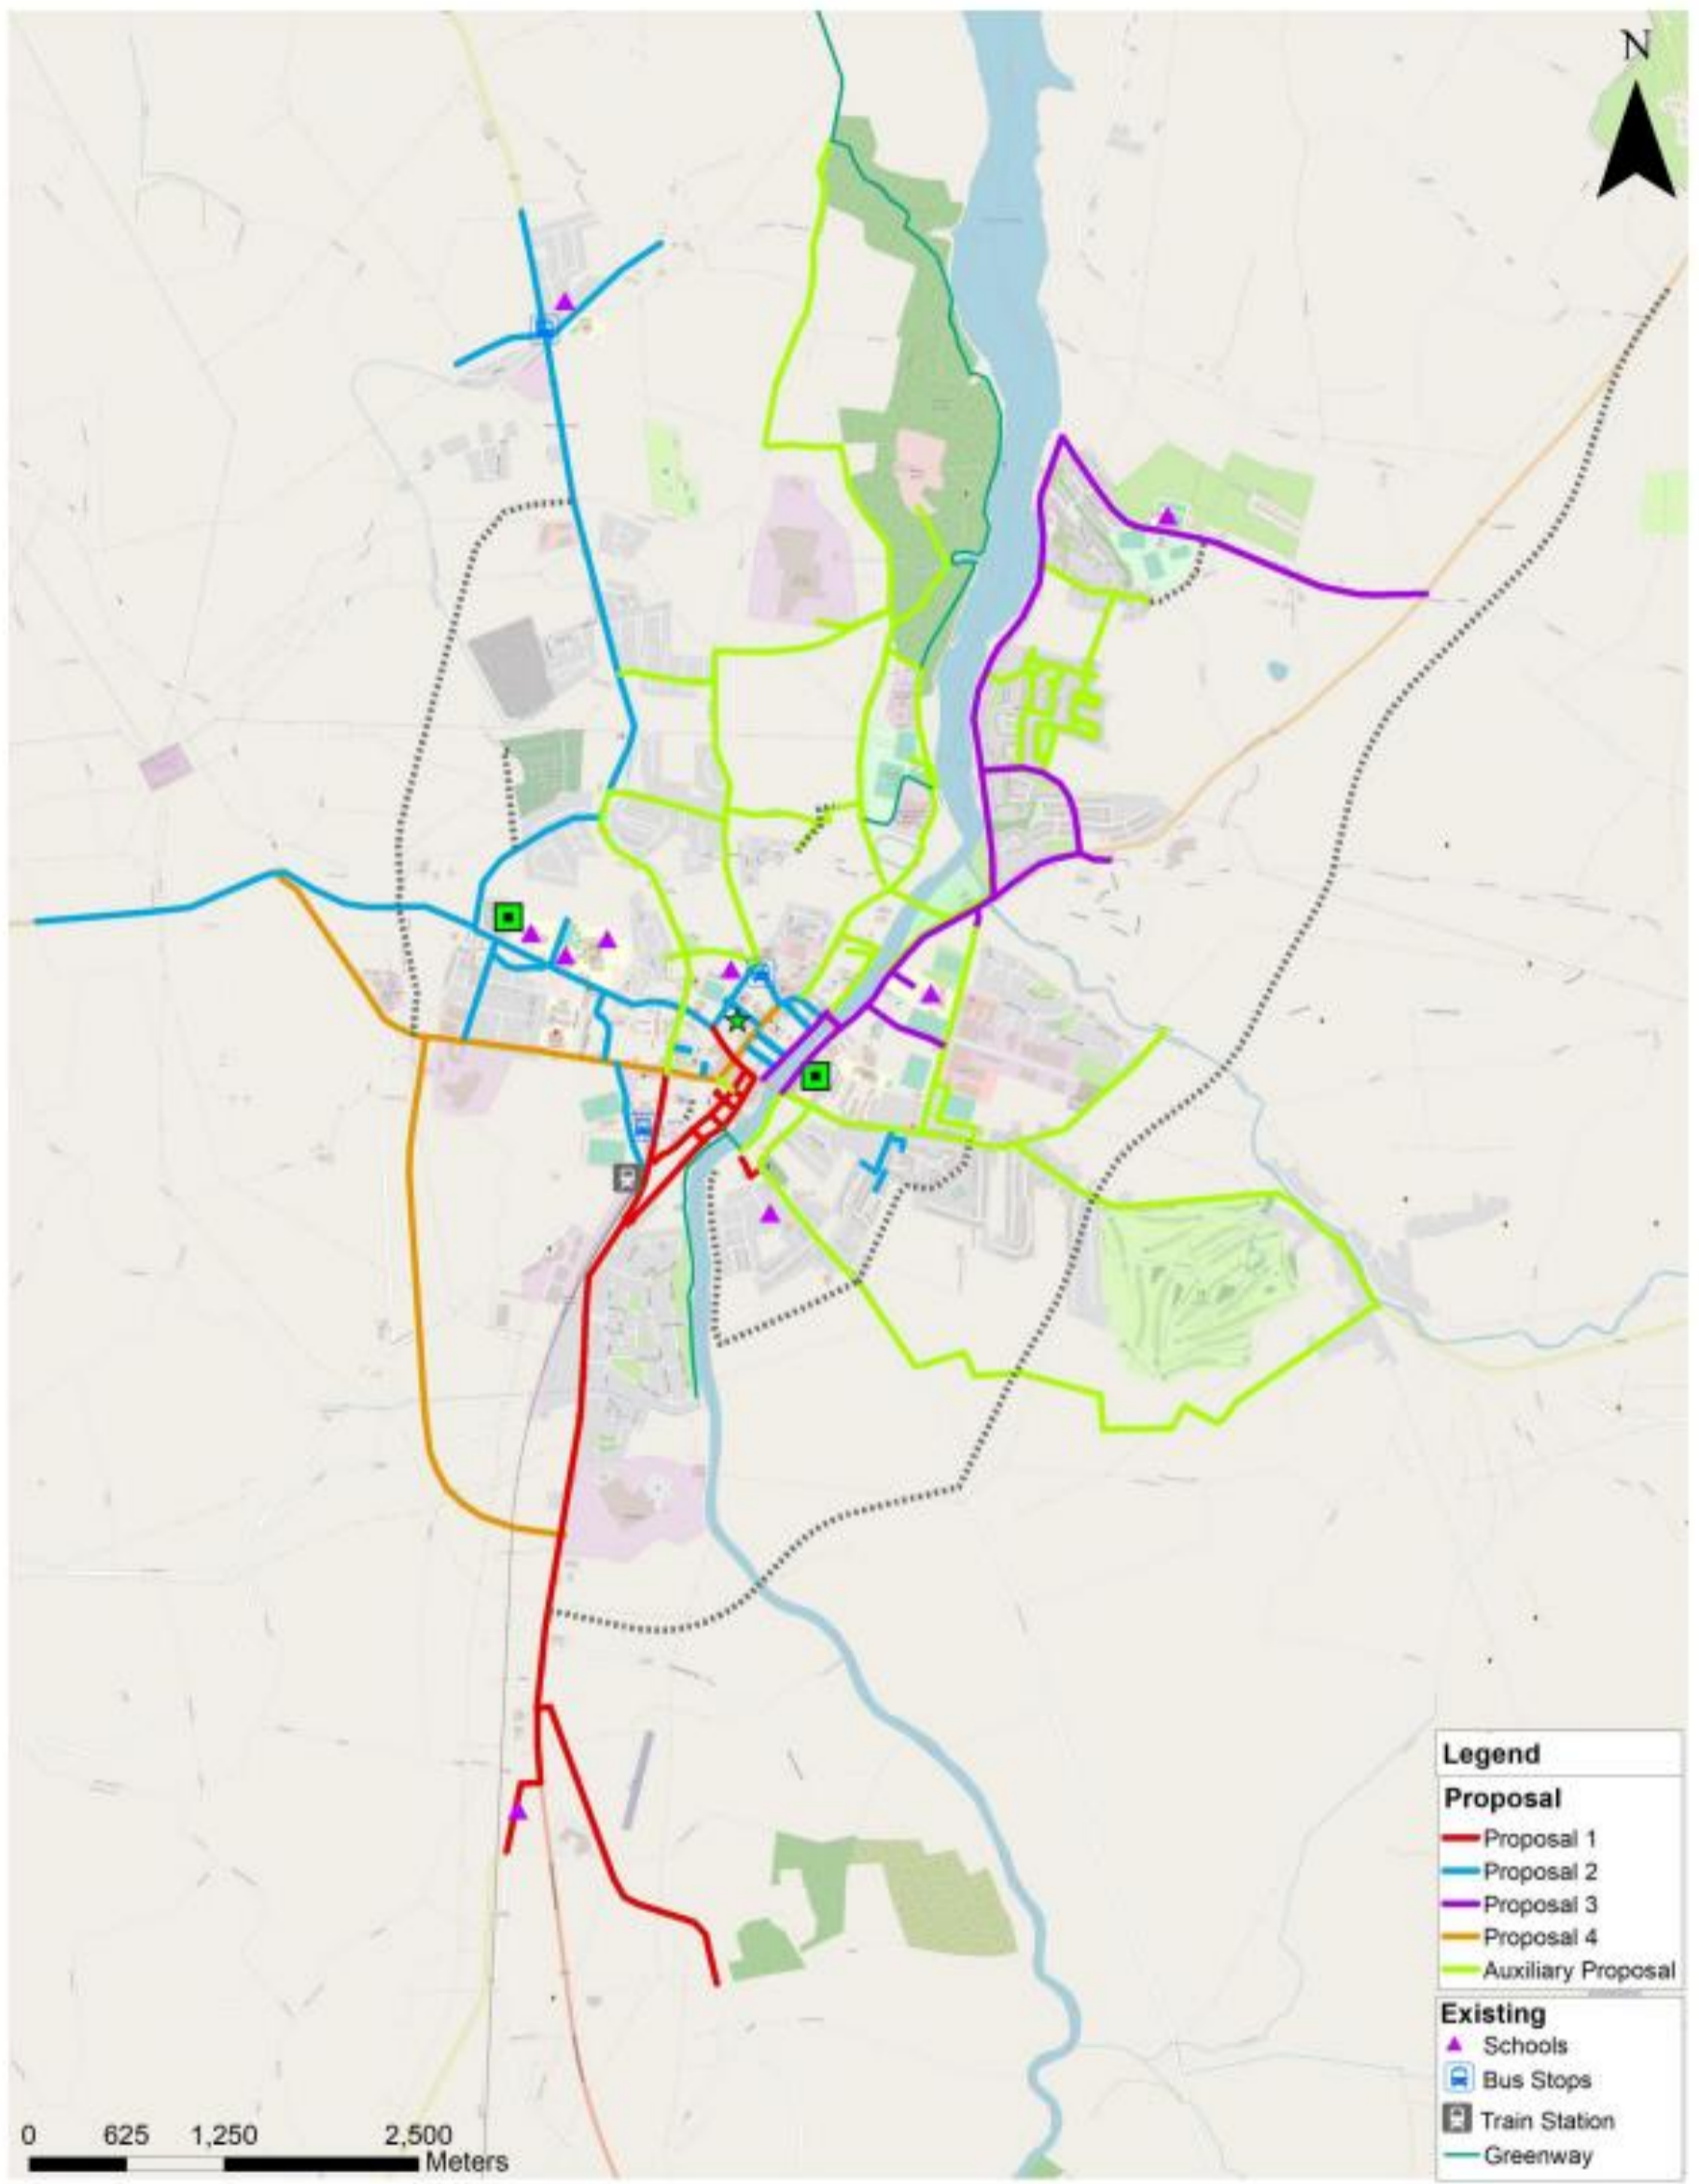 N
Legend
Proposal
Proposal 1
Proposal 2
Proposal 3
Proposal 4
Auxiliary Proposal
Existing
Schools
Bus Stops
Train Station
Greenway
0 625 1,250 2,500
Meters